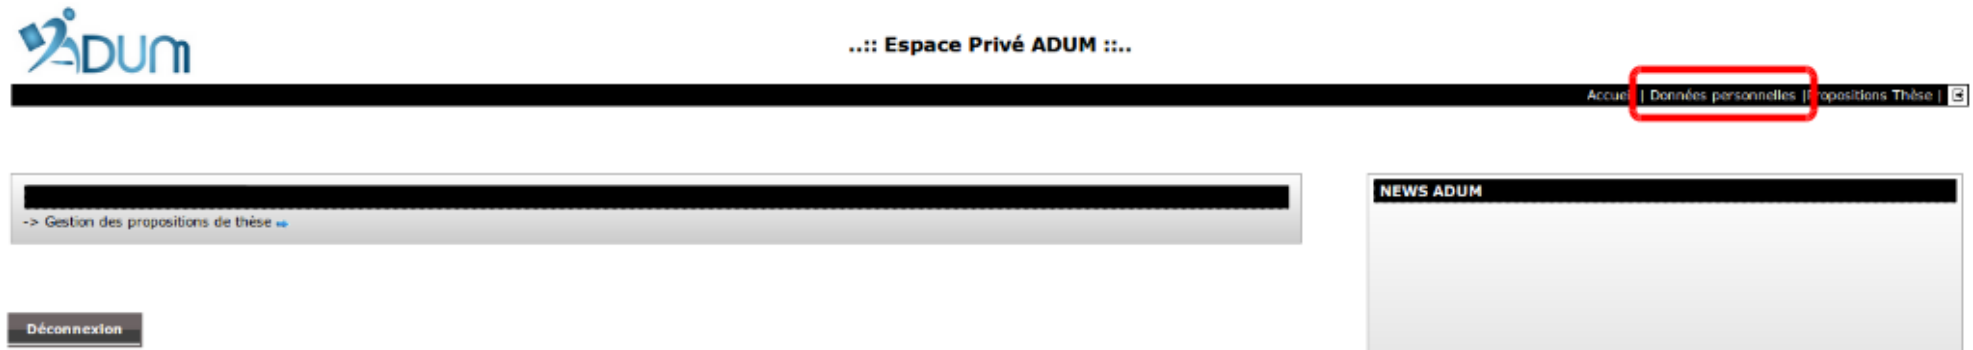 ADUM
..:: Espace Privé ADUM ::..
Accueil | Données personnelles | Propositions Thèse |
NEWS ADUM
-> Gestion des propositions de thèse
Déconnexion